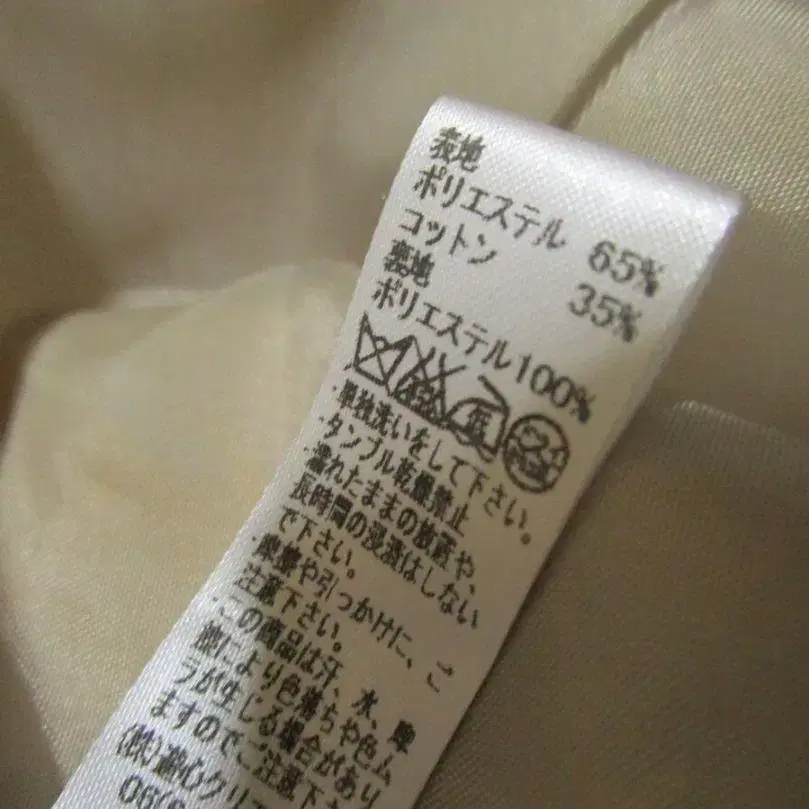 表地
ポリエステル 65%
コットン 35%
裏地
ポリエステル100%
・単独洗いをして下さい。
・タンブル乾燥禁止
・濡れたままの放置や、
長時間の浸漬はしない
で下さい。
・摩擦や引っかけに、ご
注意下さい。
・この商品は汗、水、摩
擦により色落ちや色ム
ラが生じる場合があり
ますのでご注意下
(株)
06(